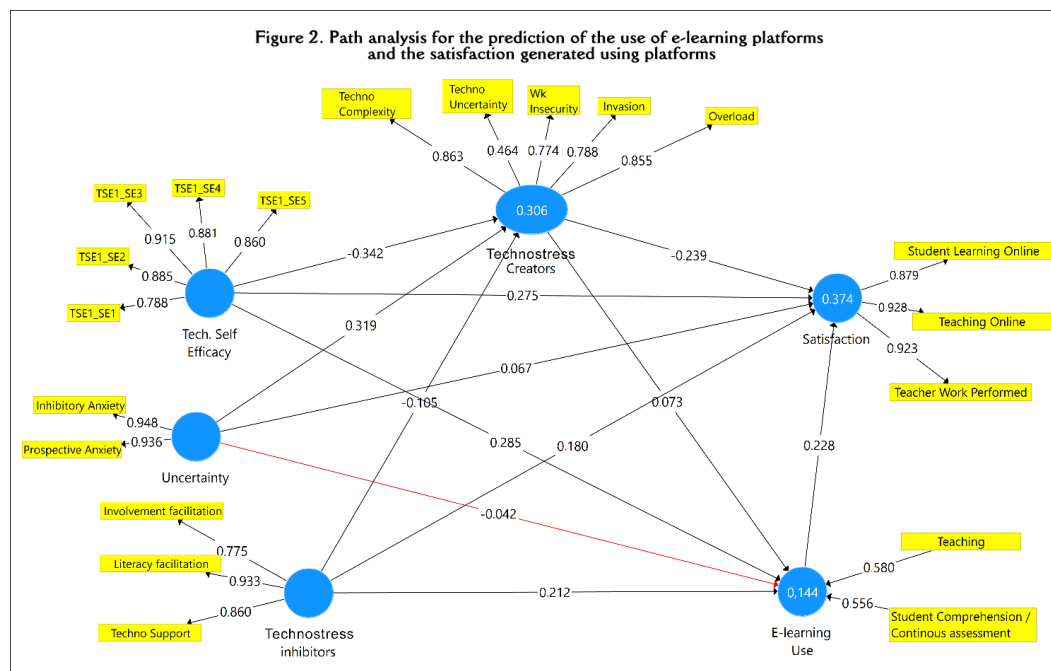 Figure 2. Path analysis for the prediction of the use of e-learning platforms
and the satisfaction generated using platforms
Techno
Complexity
Techno
Uncertainty
Wk
Insecurity
Invasion
Overload
0.863
0.464
0.774
0.788
0.855
TSE1_SE3
TSE1_SE4
TSE1_SE5
TSE1_SE2
TSE1_SE1
0.915
0.881
0.860
0.885
0.788
0.306
Technostress
Creators
-0.342
-0.239
0.275
Student Learning Online
0.879
0.374
0.928
Teaching Online
Satisfaction
0.923
Teacher Work Performed
Tech. Self
Efficacy
0.319
0.067
Inhibitory Anxiety
0.948
0.936
Prospective Anxiety
Uncertainty
-0.105
0.180
0.073
0.285
0.228
-0.042
Involvement facilitation
0.775
Literacy facilitation
0.933
0.860
Techno Support
Technostress
inhibitors
0.212
Teaching
0.580
0,144
0.556
Student Comprehension /
Continous assessment
E-learning
Use